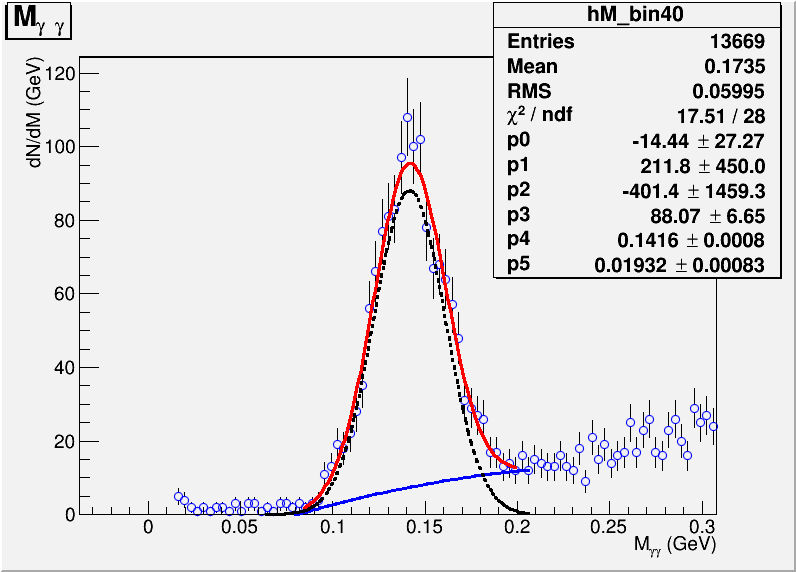 M_γγ
hM_bin40
Entries 13669
Mean 0.1735
RMS 0.05995
χ² / ndf 17.51 / 28
p0 -14.44 ± 27.27
p1 211.8 ± 450.0
p2 -401.4 ± 1459.3
p3 88.07 ± 6.65
p4 0.1416 ± 0.0008
p5 0.01932 ± 0.00083
dN/dM (GeV)
120
100
80
60
40
20
0
0 0.05 0.1 0.15 0.2 0.25 0.3
M_γγ (GeV)